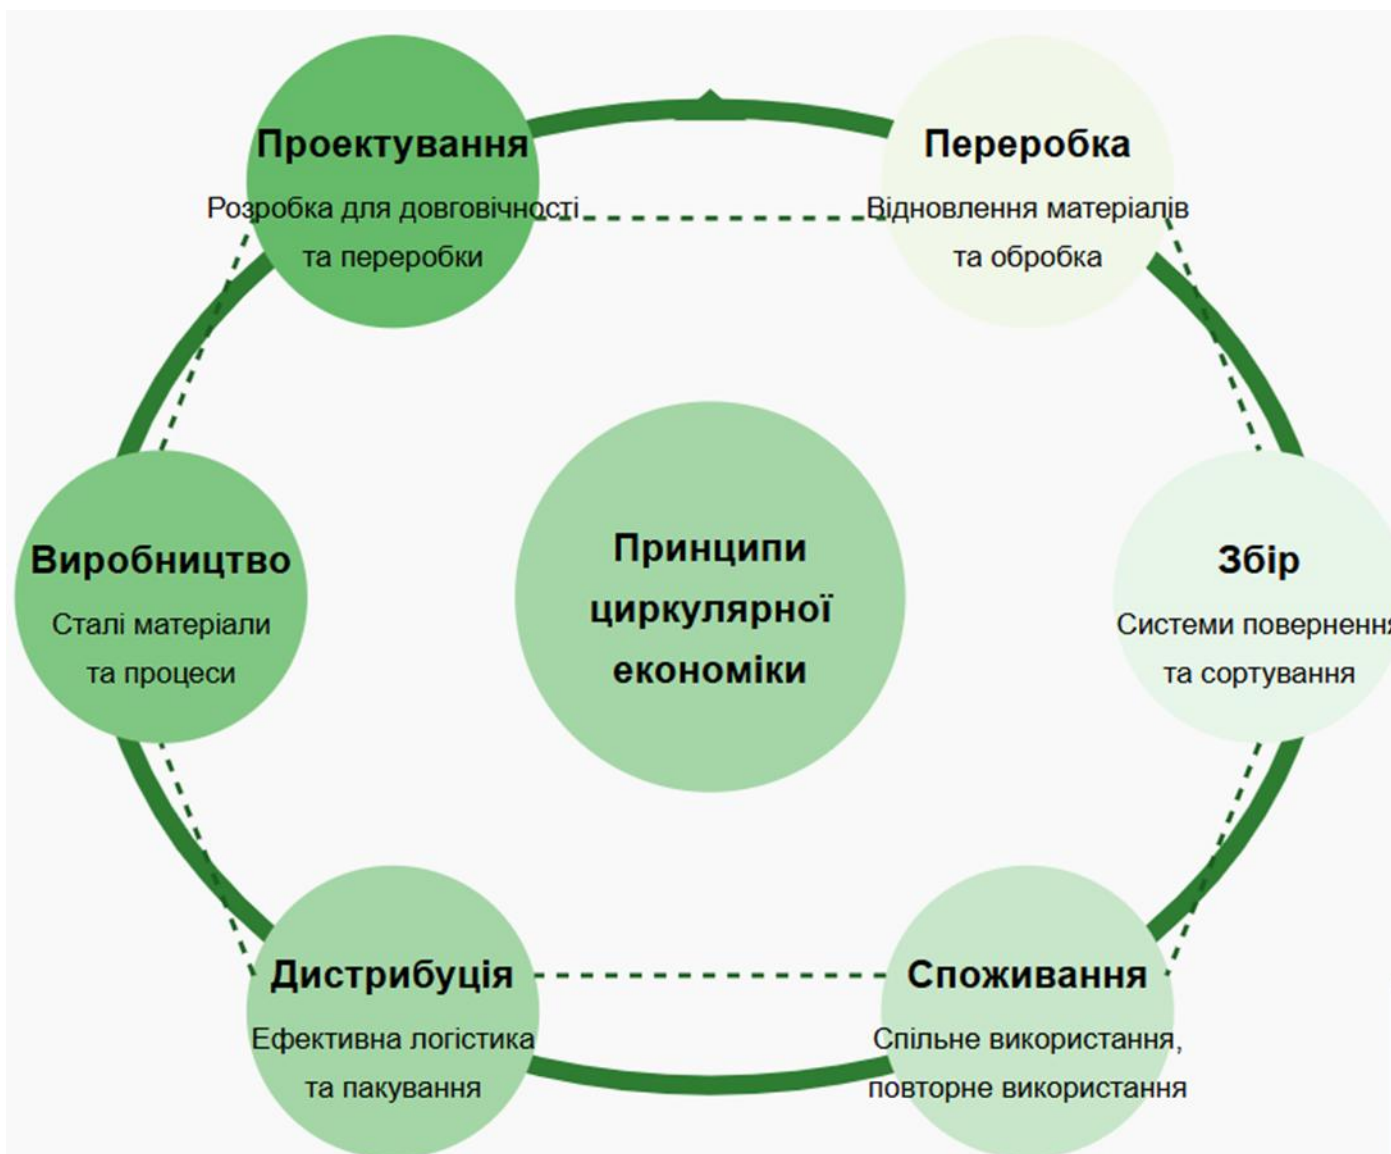 Проектування
Розробка для довговічності
та переробки
Переробка
Відновлення матеріалів
та обробка
Виробництво
Сталі матеріали
та процеси
Принципи
циркулярної
економіки
Збір
Системи повернення
та сортування
Дистрибуція
Ефективна логістика
та пакування
Споживання
Спільне використання,
повторне використання